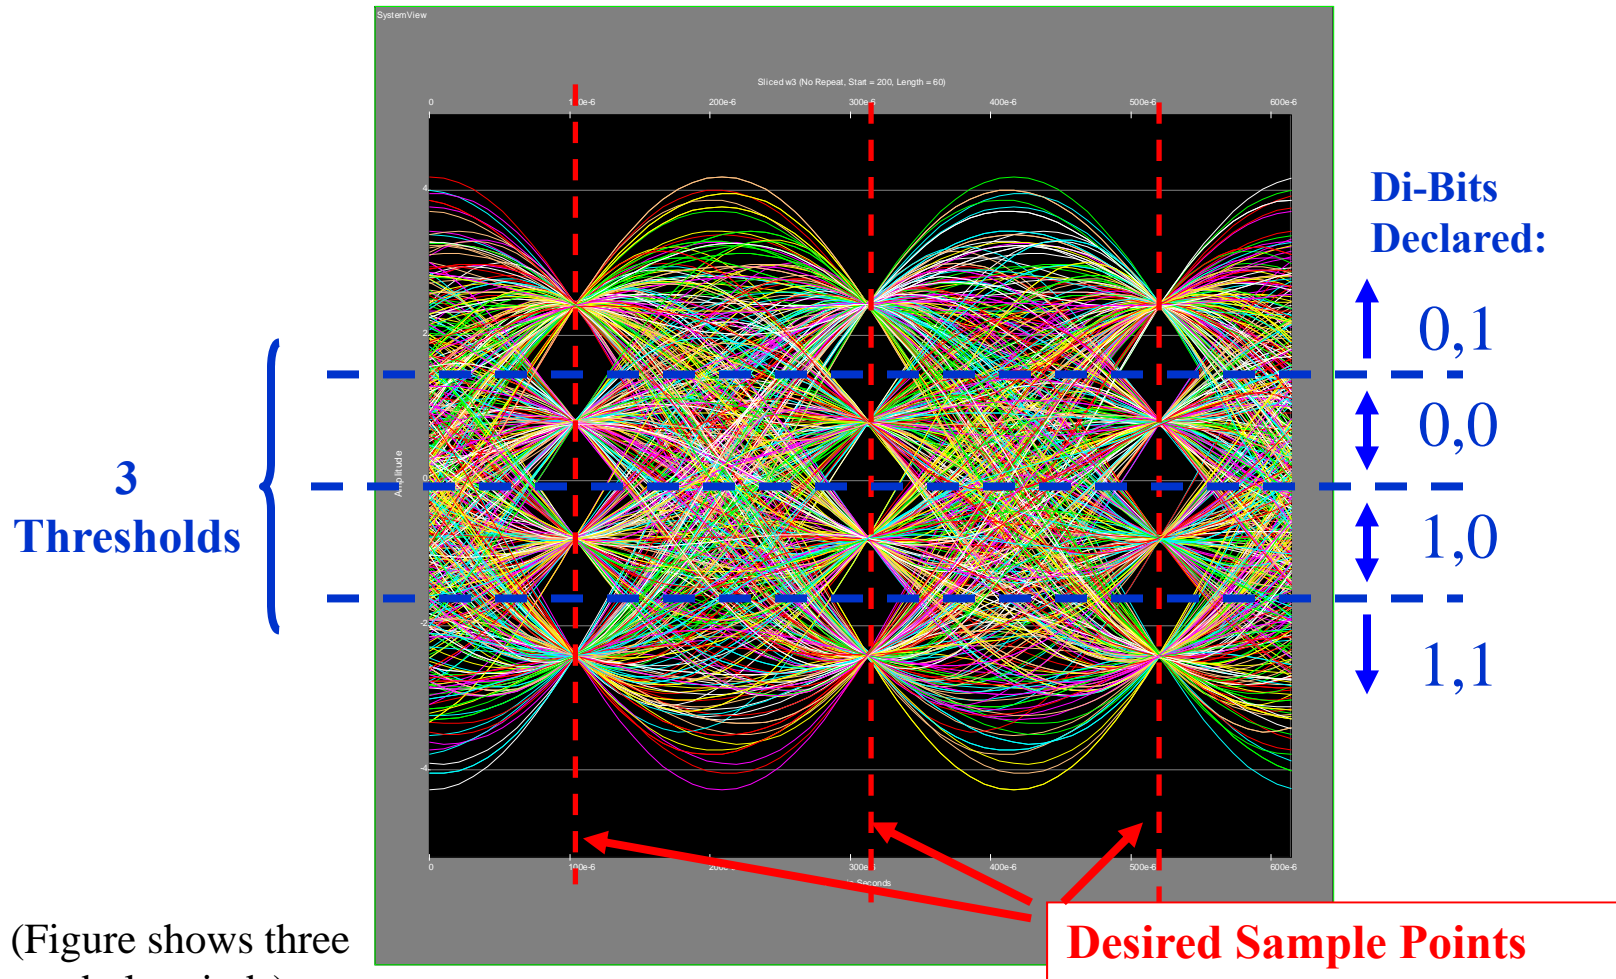 SystemView
Sliced w3 (No Repeat, Start = 200, Length = 60)
0 100e-6 200e-6 300e-6 400e-6 500e-6 600e-6
Di-Bits
Declared:
4
2
0
-2
-4
Amplitude
0,1
0,0
1,0
1,1
3
Thresholds
0 100e-6 200e-6 300e-6 400e-6 500e-6 600e-6
Seconds
Desired Sample Points
(Figure shows three